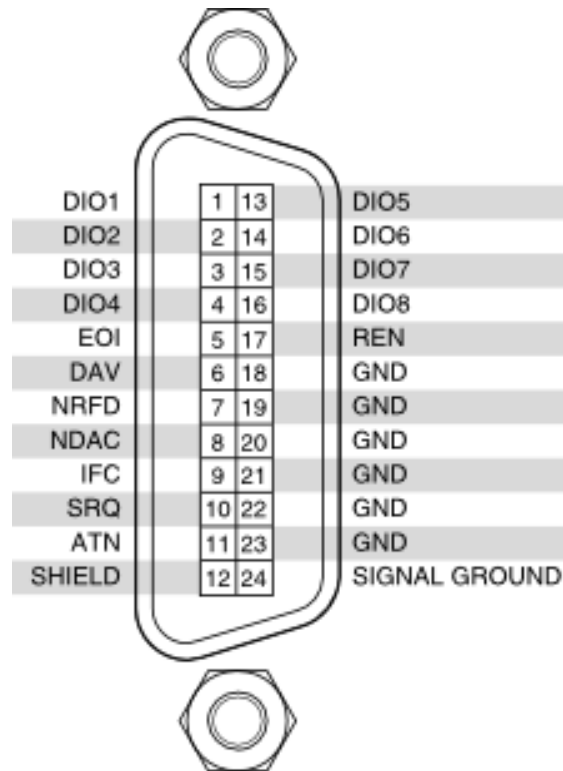 DIO1 1 13 DIO5
DIO2 2 14 DIO6
DIO3 3 15 DIO7
DIO4 4 16 DIO8
EOI 5 17 REN
DAV 6 18 GND
NRFD 7 19 GND
NDAC 8 20 GND
IFC 9 21 GND
SRQ 10 22 GND
ATN 11 23 GND
SHIELD 12 24 SIGNAL GROUND